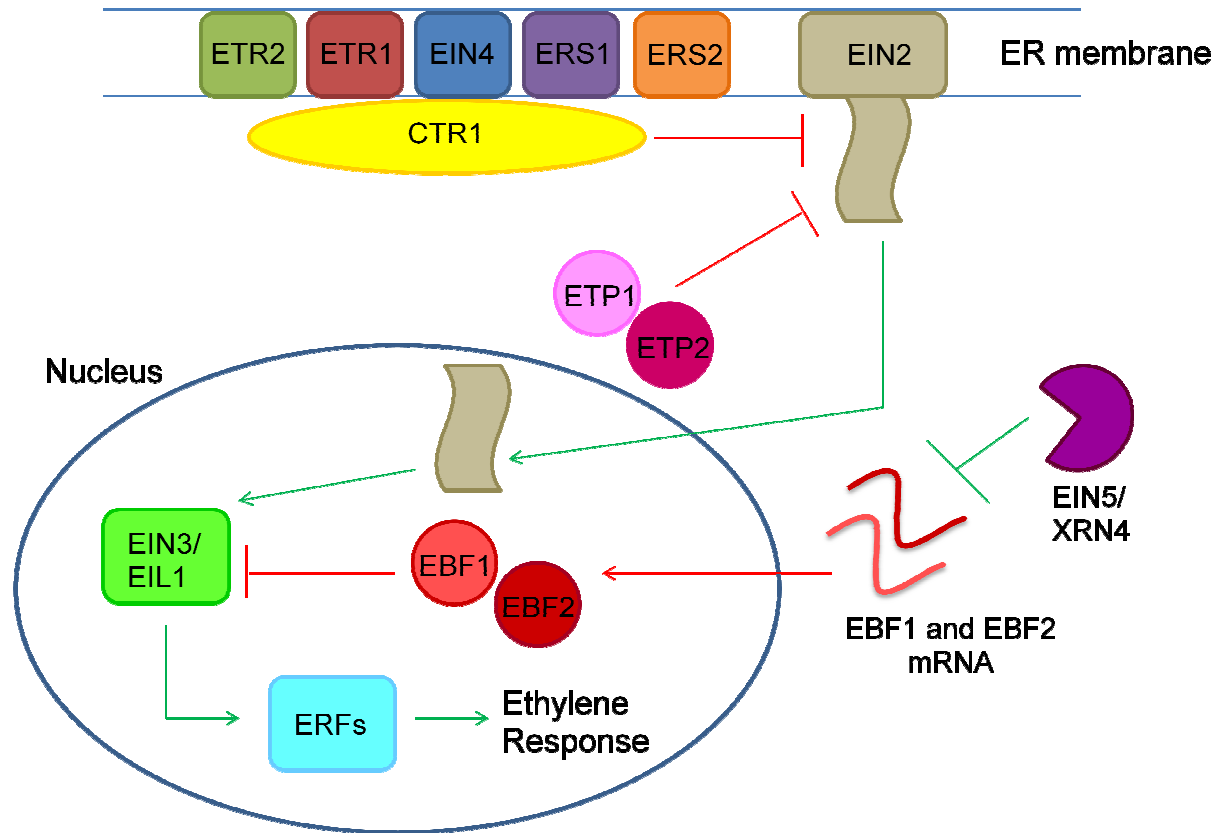 ETR2
ETR1
EIN4
ERS1
ERS2
EIN2
ER membrane
CTR1
ETP1
ETP2
Nucleus
EIN5/
XRN4
EIN3/
EIL1
EBF1
EBF2
EBF1 and EBF2
mRNA
ERFs
Ethylene
Response